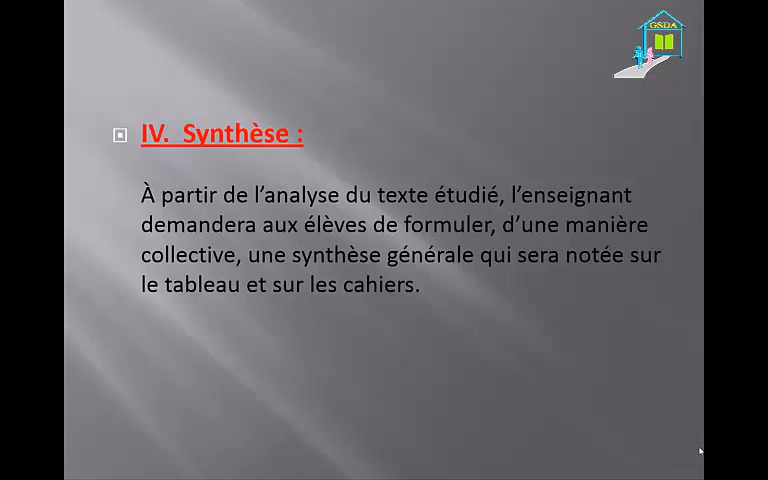 GSDA
IV. Synthèse :
À partir de l’analyse du texte étudié, l’enseignant
demandera aux élèves de formuler, d’une manière
collective, une synthèse générale qui sera notée sur
le tableau et sur les cahiers.